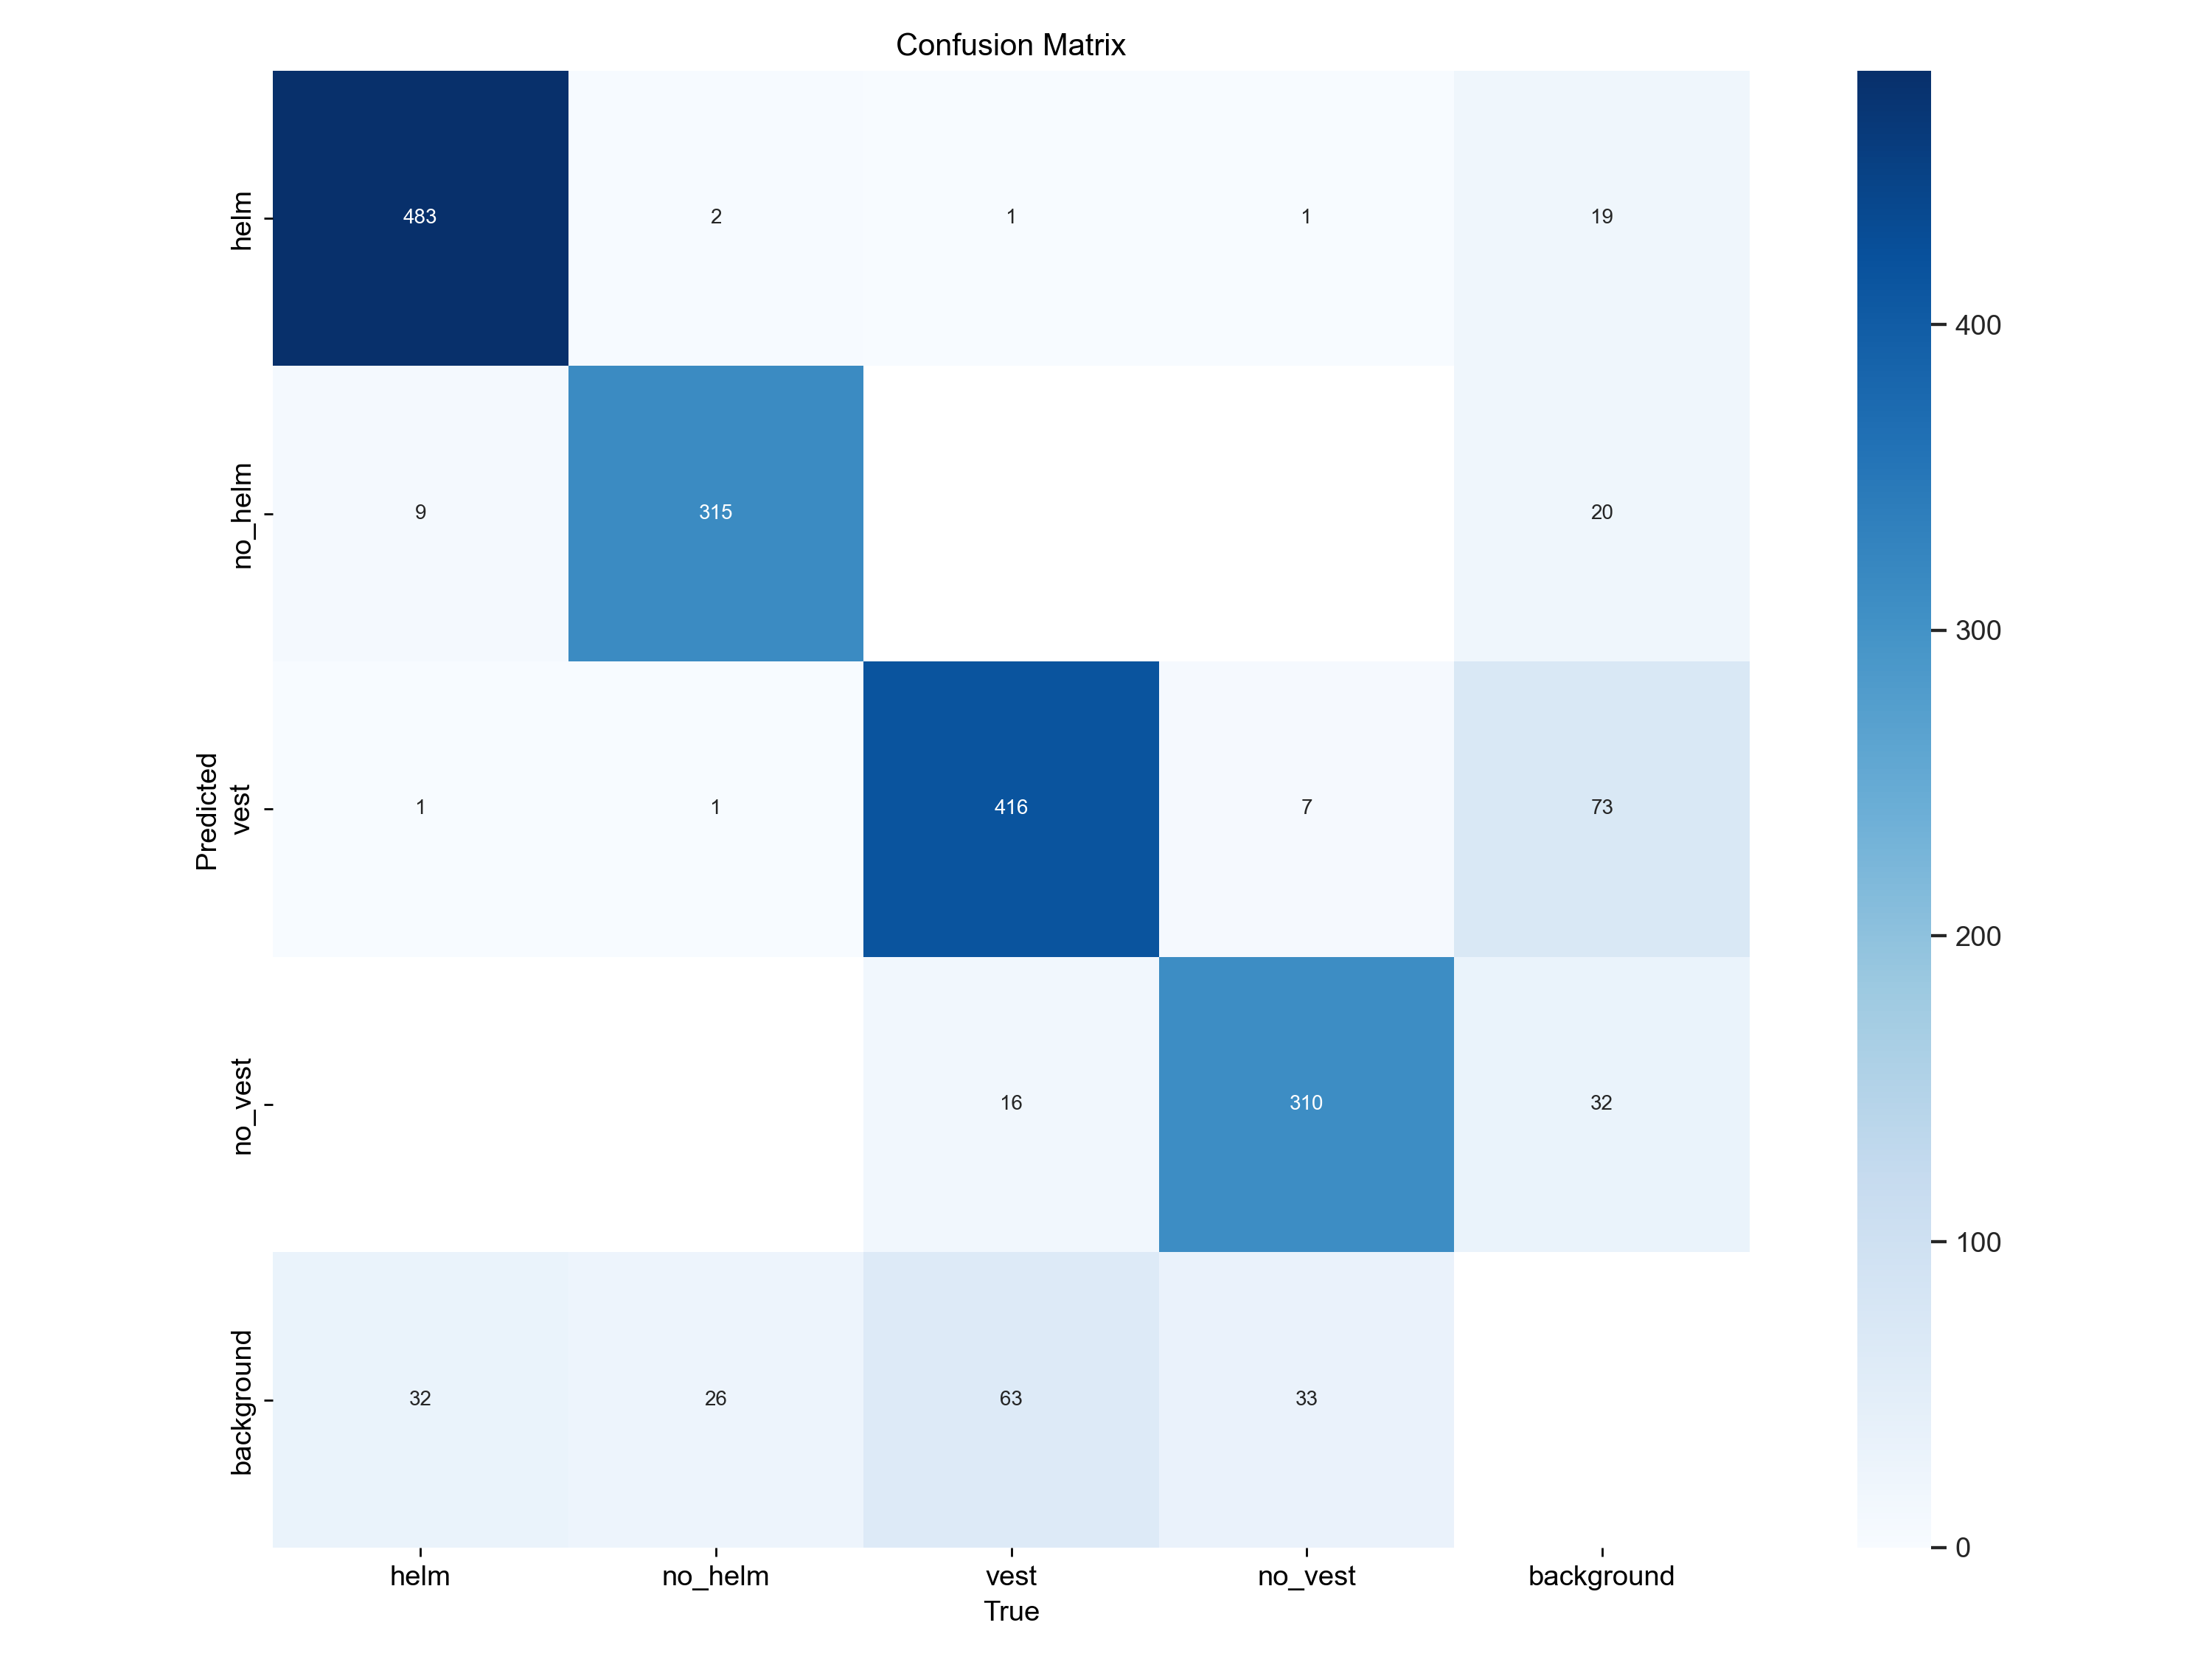 Confusion Matrix
helm
483
2
1
1
19
no_helm
9
315
20
Predicted
vest
1
1
416
7
73
no_vest
16
310
32
background
32
26
63
33
helm
no_helm
vest
no_vest
background
True
400
300
200
100
0